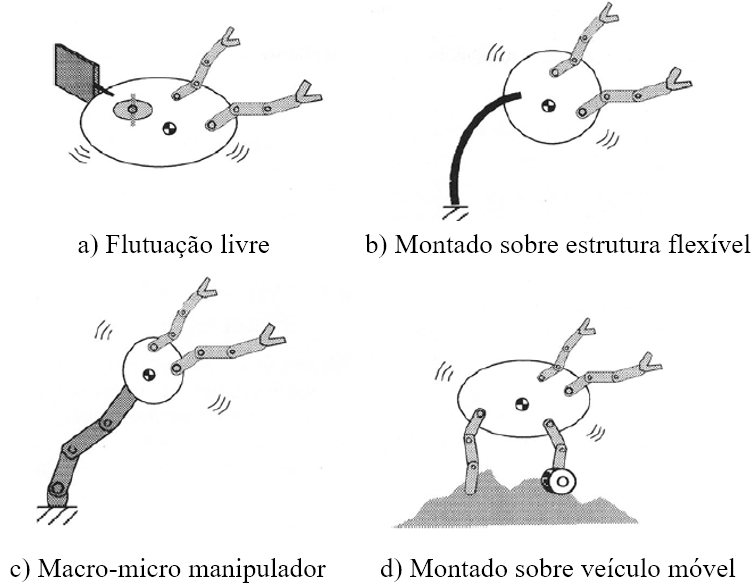 a) Flutuação livre
b) Montado sobre estrutura flexível
c) Macro-micro manipulador
d) Montado sobre veículo móvel